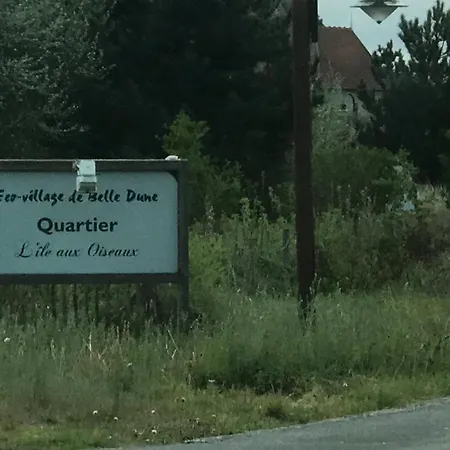 Eco-village de Belle Dune
Quartier
L'île aux Oiseaux